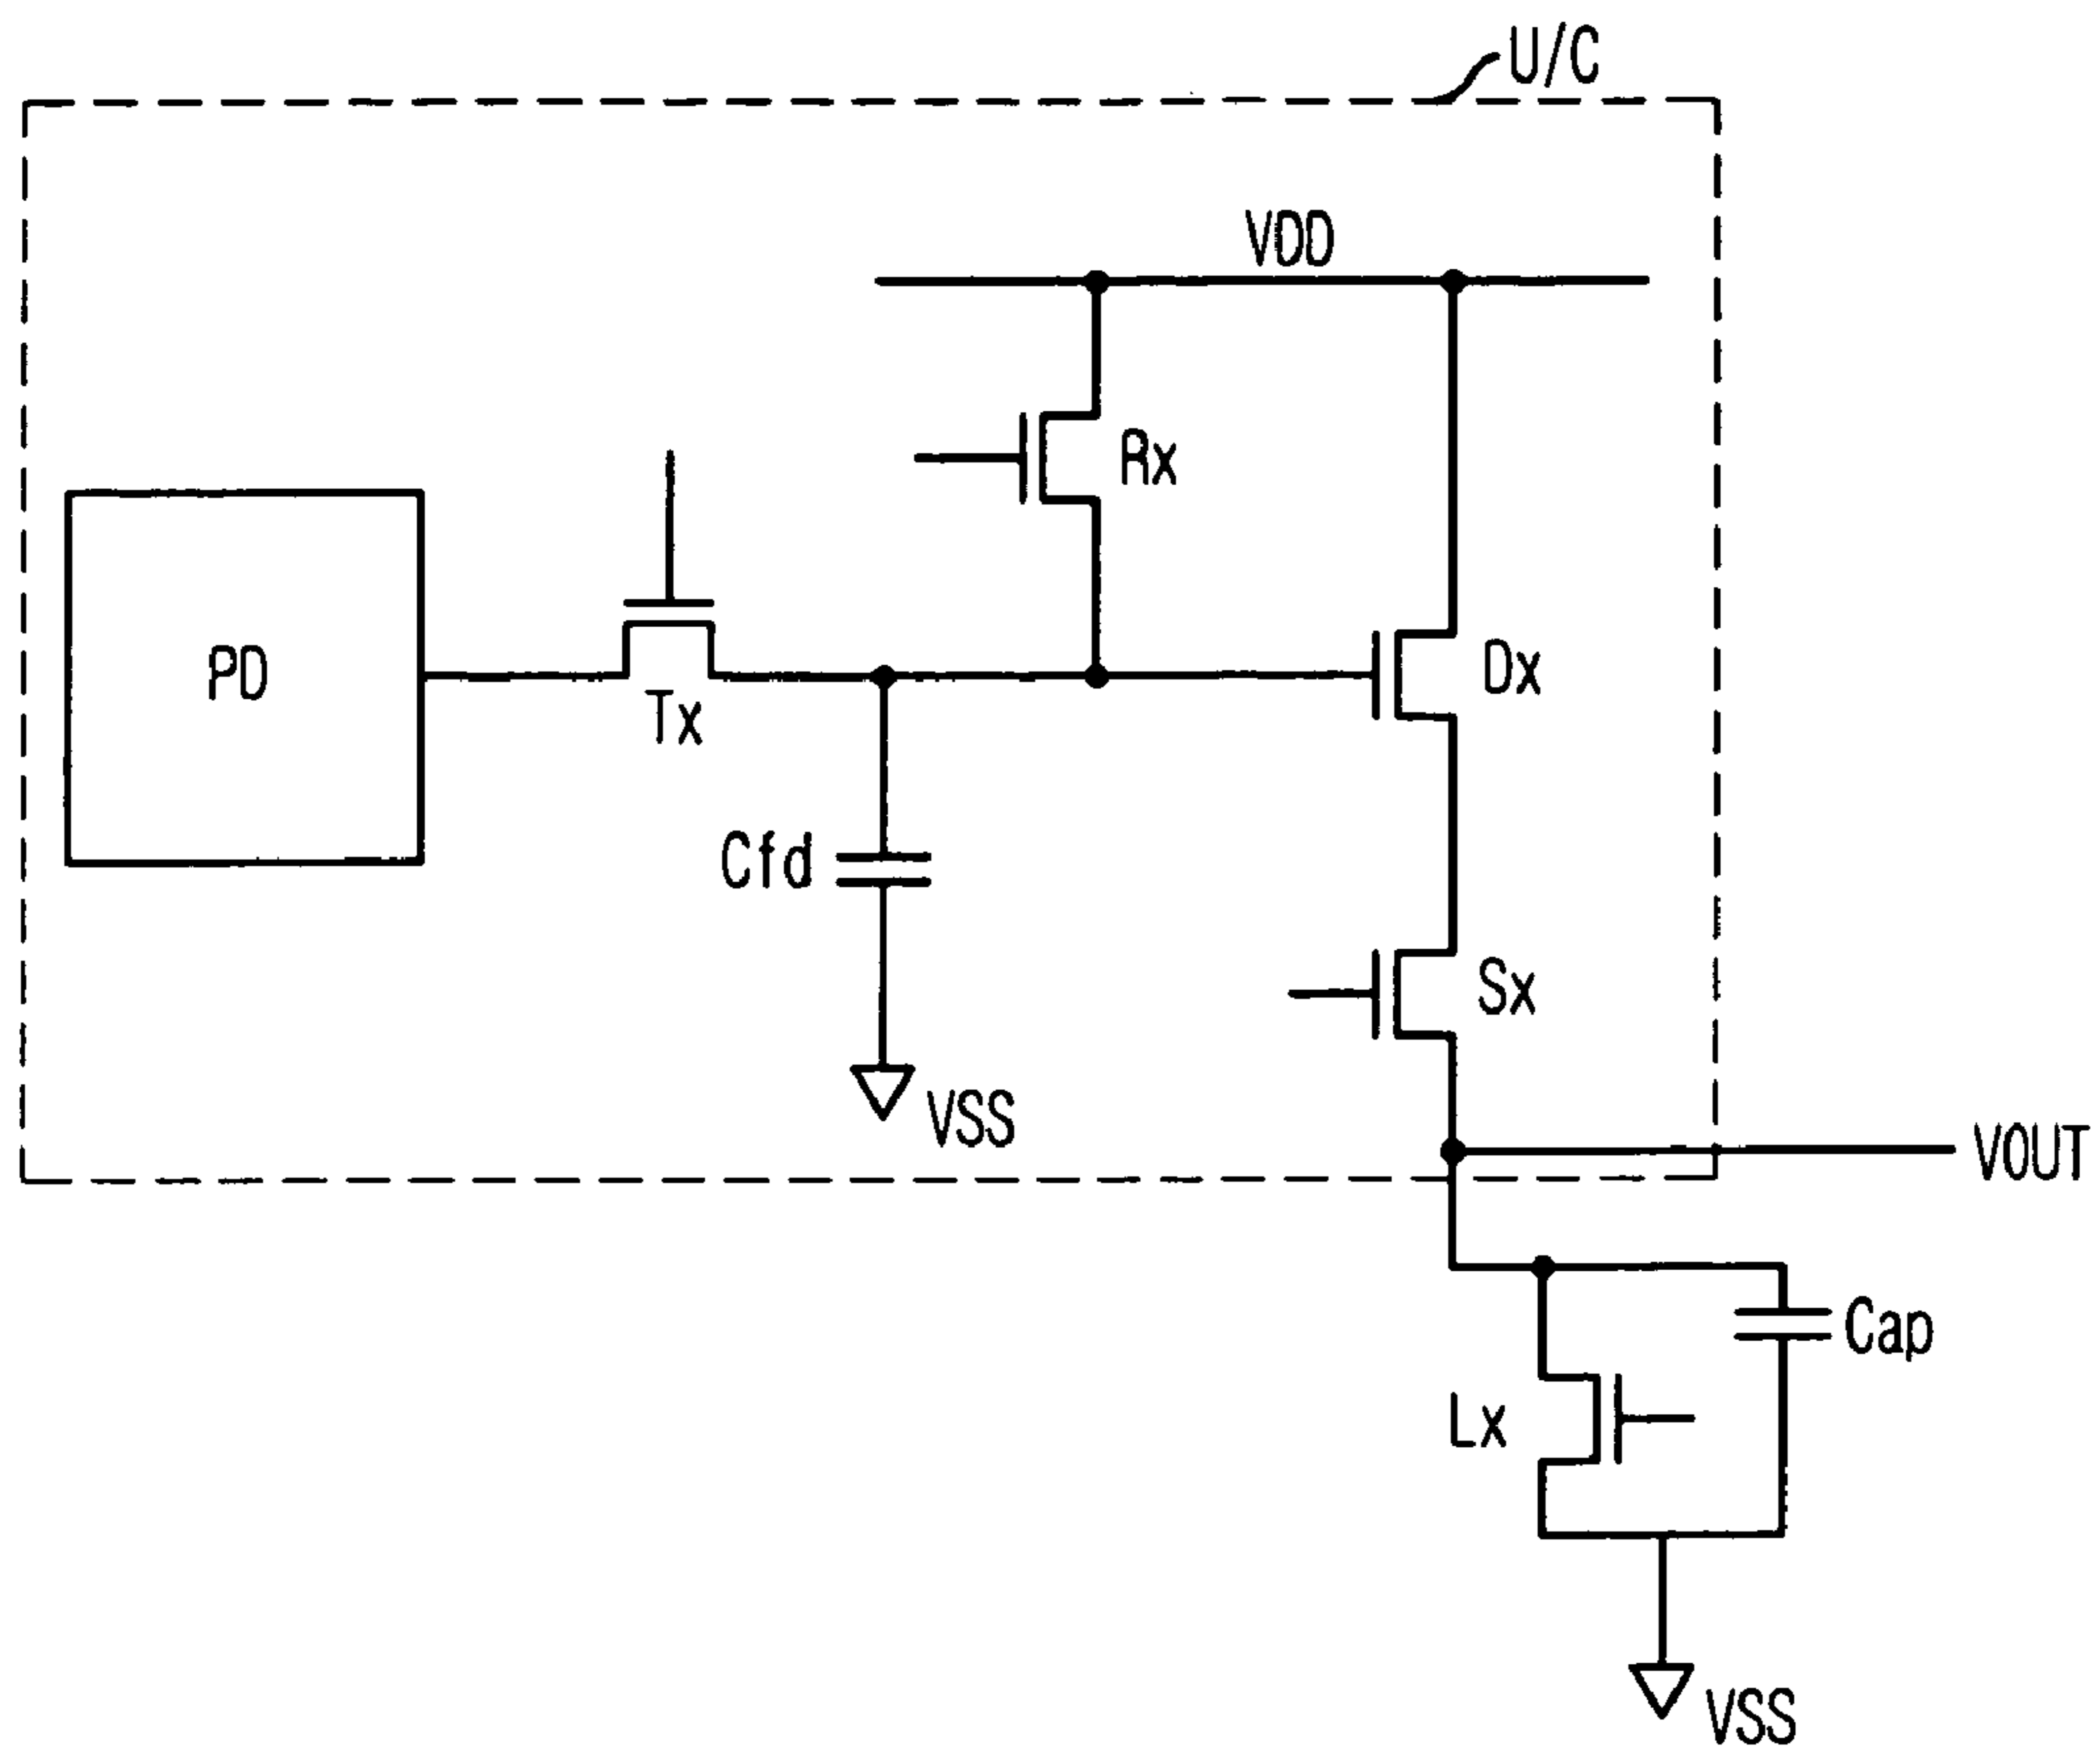 U/C
VDD
Rx
PD
Tx
Dx
Cfd
Sx
VSS
VOUT
Cap
Lx
VSS